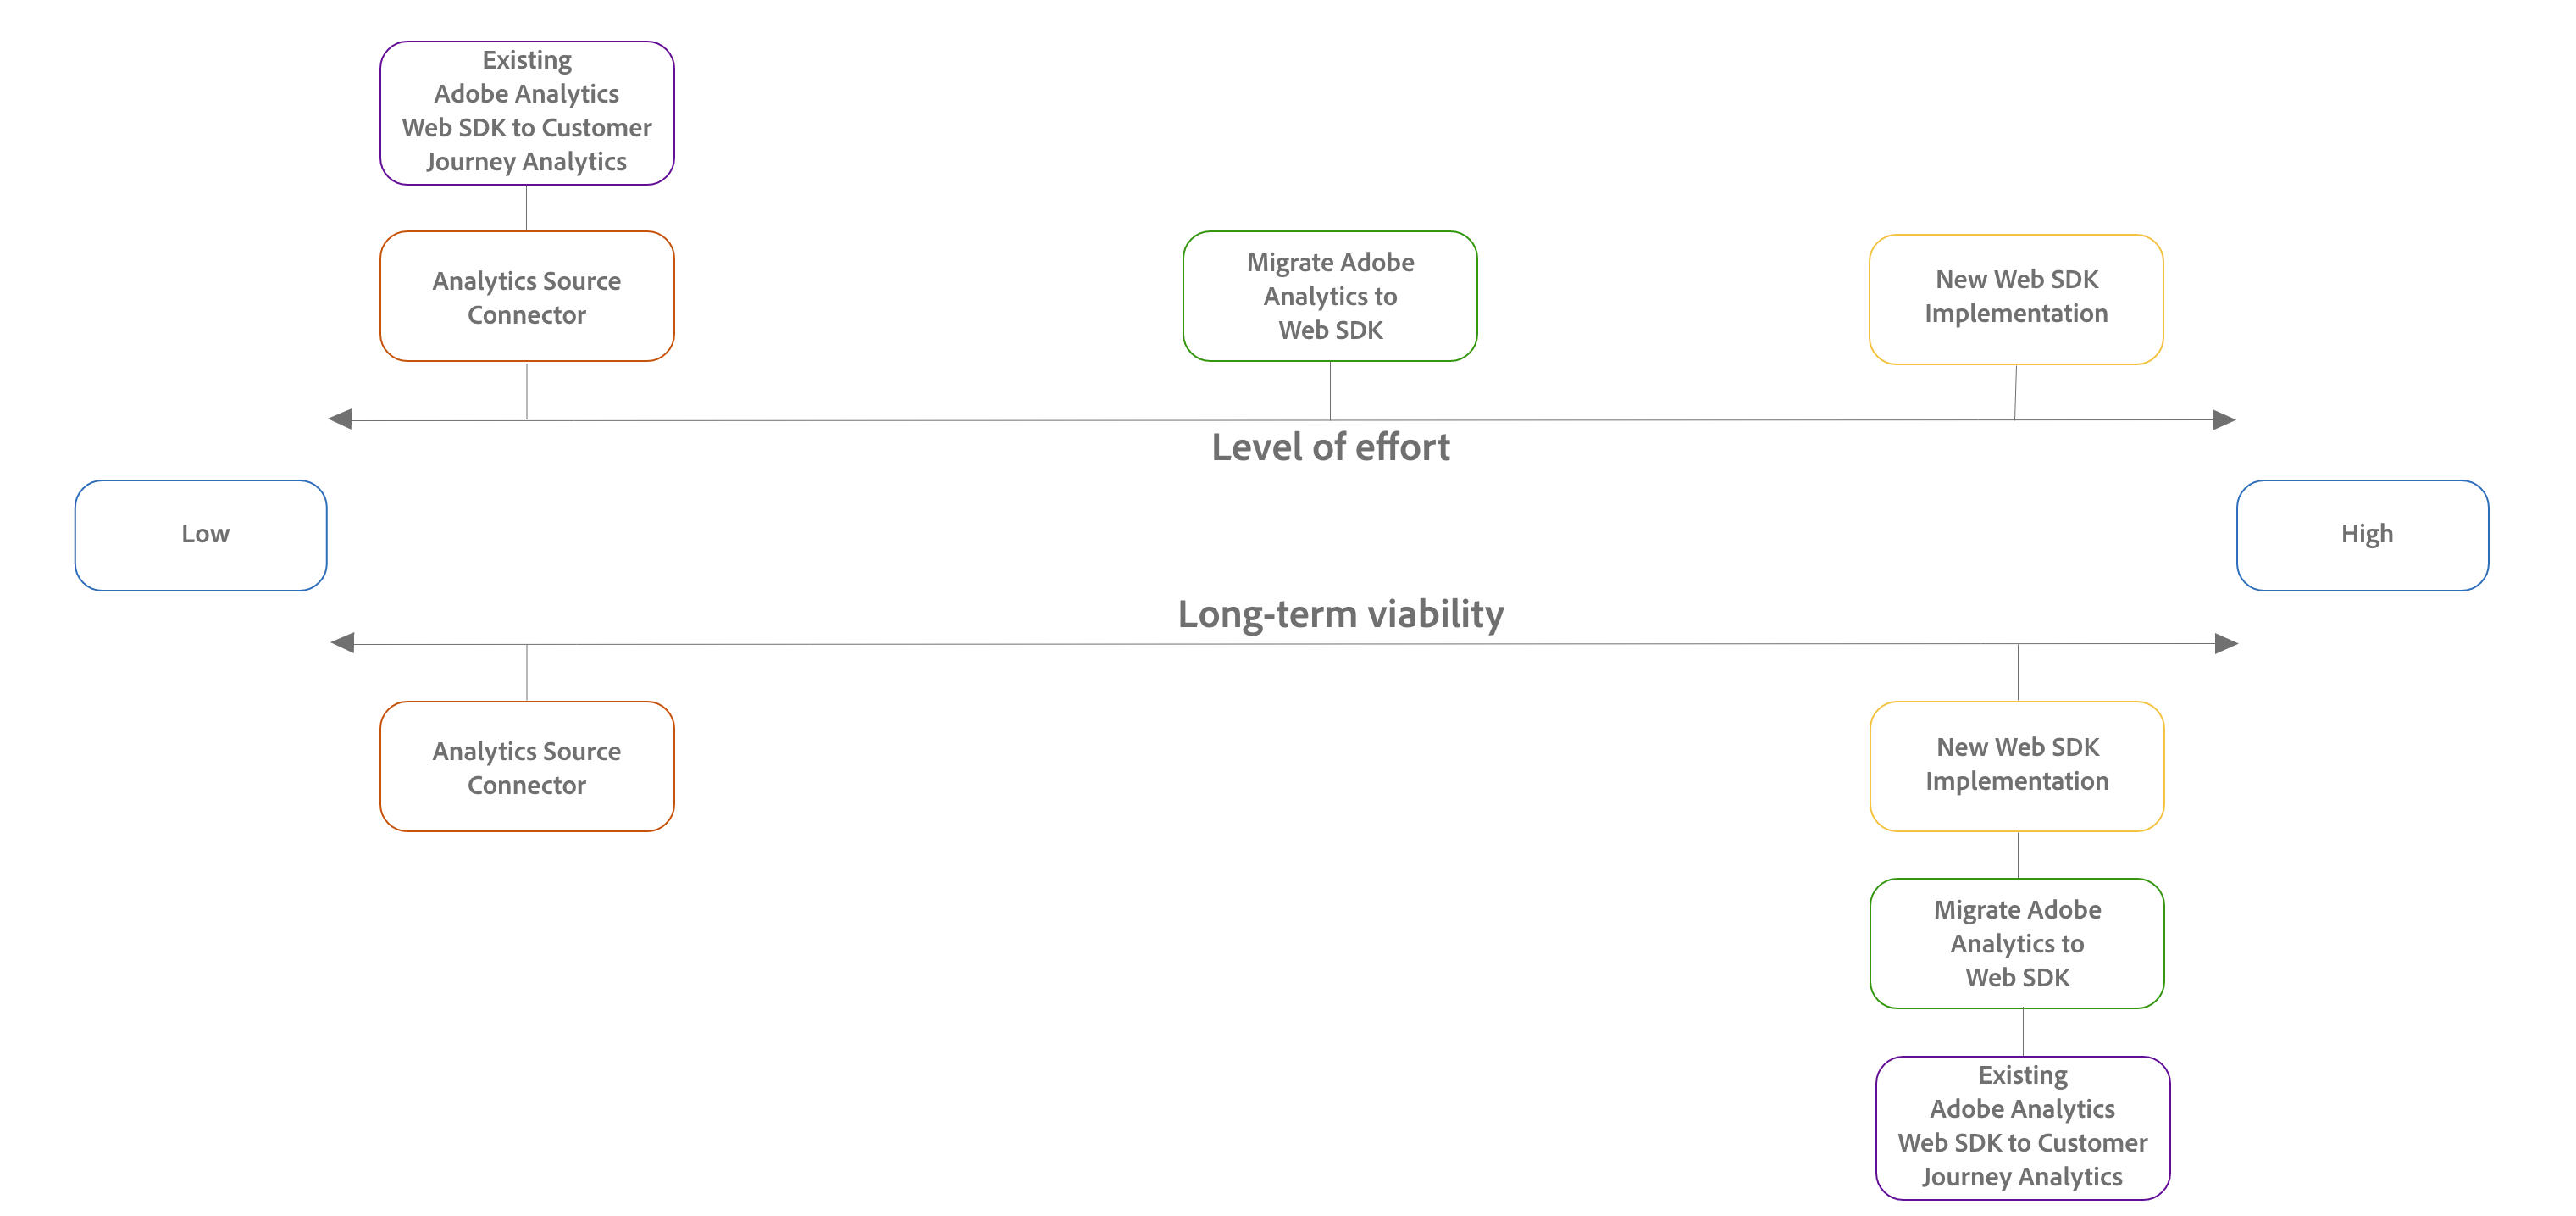 Existing
Adobe Analytics
Web SDK to Customer
Journey Analytics
Analytics Source
Connector
Migrate Adobe
Analytics to
Web SDK
New Web SDK
Implementation
Level of effort
Low
High
Long-term viability
Analytics Source
Connector
New Web SDK
Implementation
Migrate Adobe
Analytics to
Web SDK
Existing
Adobe Analytics
Web SDK to Customer
Journey Analytics